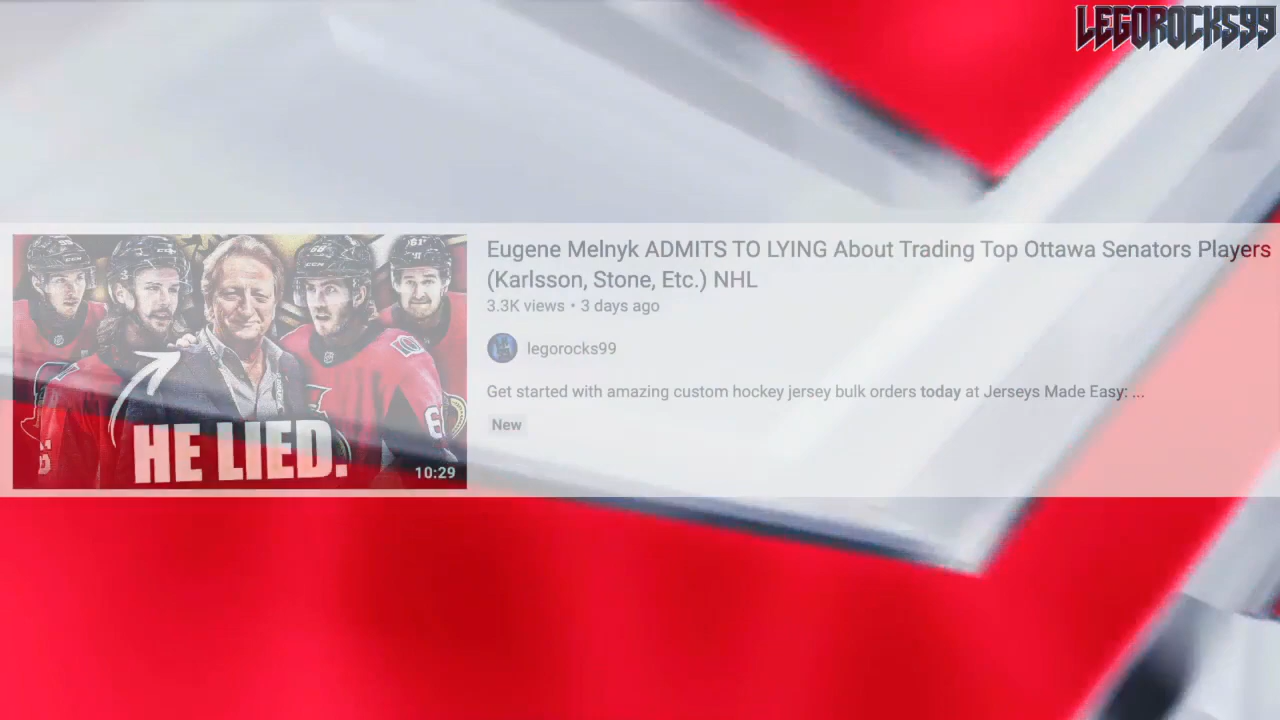 LEGOROCKS99
Eugene Melnyk ADMITS TO LYING About Trading Top Ottawa Senators Players
(Karlsson, Stone, Etc.) NHL
3.3K views • 3 days ago
legorocks99
Get started with amazing custom hockey jersey bulk orders today at Jerseys Made Easy: ...
New
HE LIED.
10:29